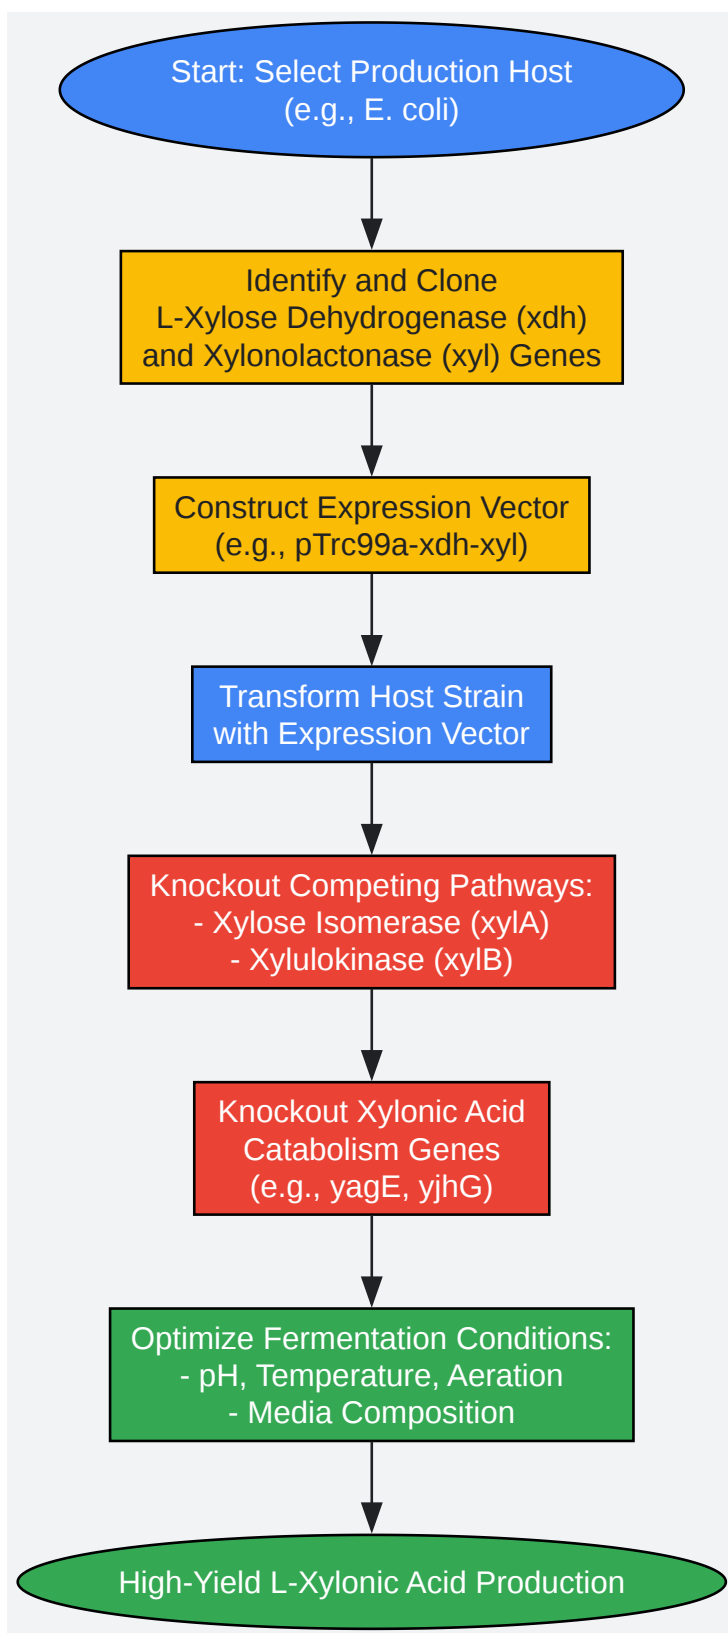 Start: Select Production Host
(e.g., E. coli)
Identify and Clone
L-Xylose Dehydrogenase (xdh)
and Xylonolactonase (xyl) Genes
Construct Expression Vector
(e.g., pTrc99a-xdh-xyl)
Transform Host Strain
with Expression Vector
Knockout Competing Pathways:
- Xylose Isomerase (xylA)
- Xylulokinase (xylB)
Knockout Xylonic Acid
Catabolism Genes
(e.g., yagE, yjhG)
Optimize Fermentation Conditions:
- pH, Temperature, Aeration
- Media Composition
High-Yield L-Xylonic Acid Production